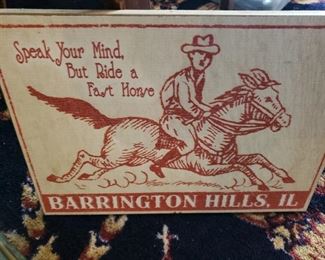 Speak Your Mind,
But Ride a
Fast Horse
BARRINGTON HILLS, IL